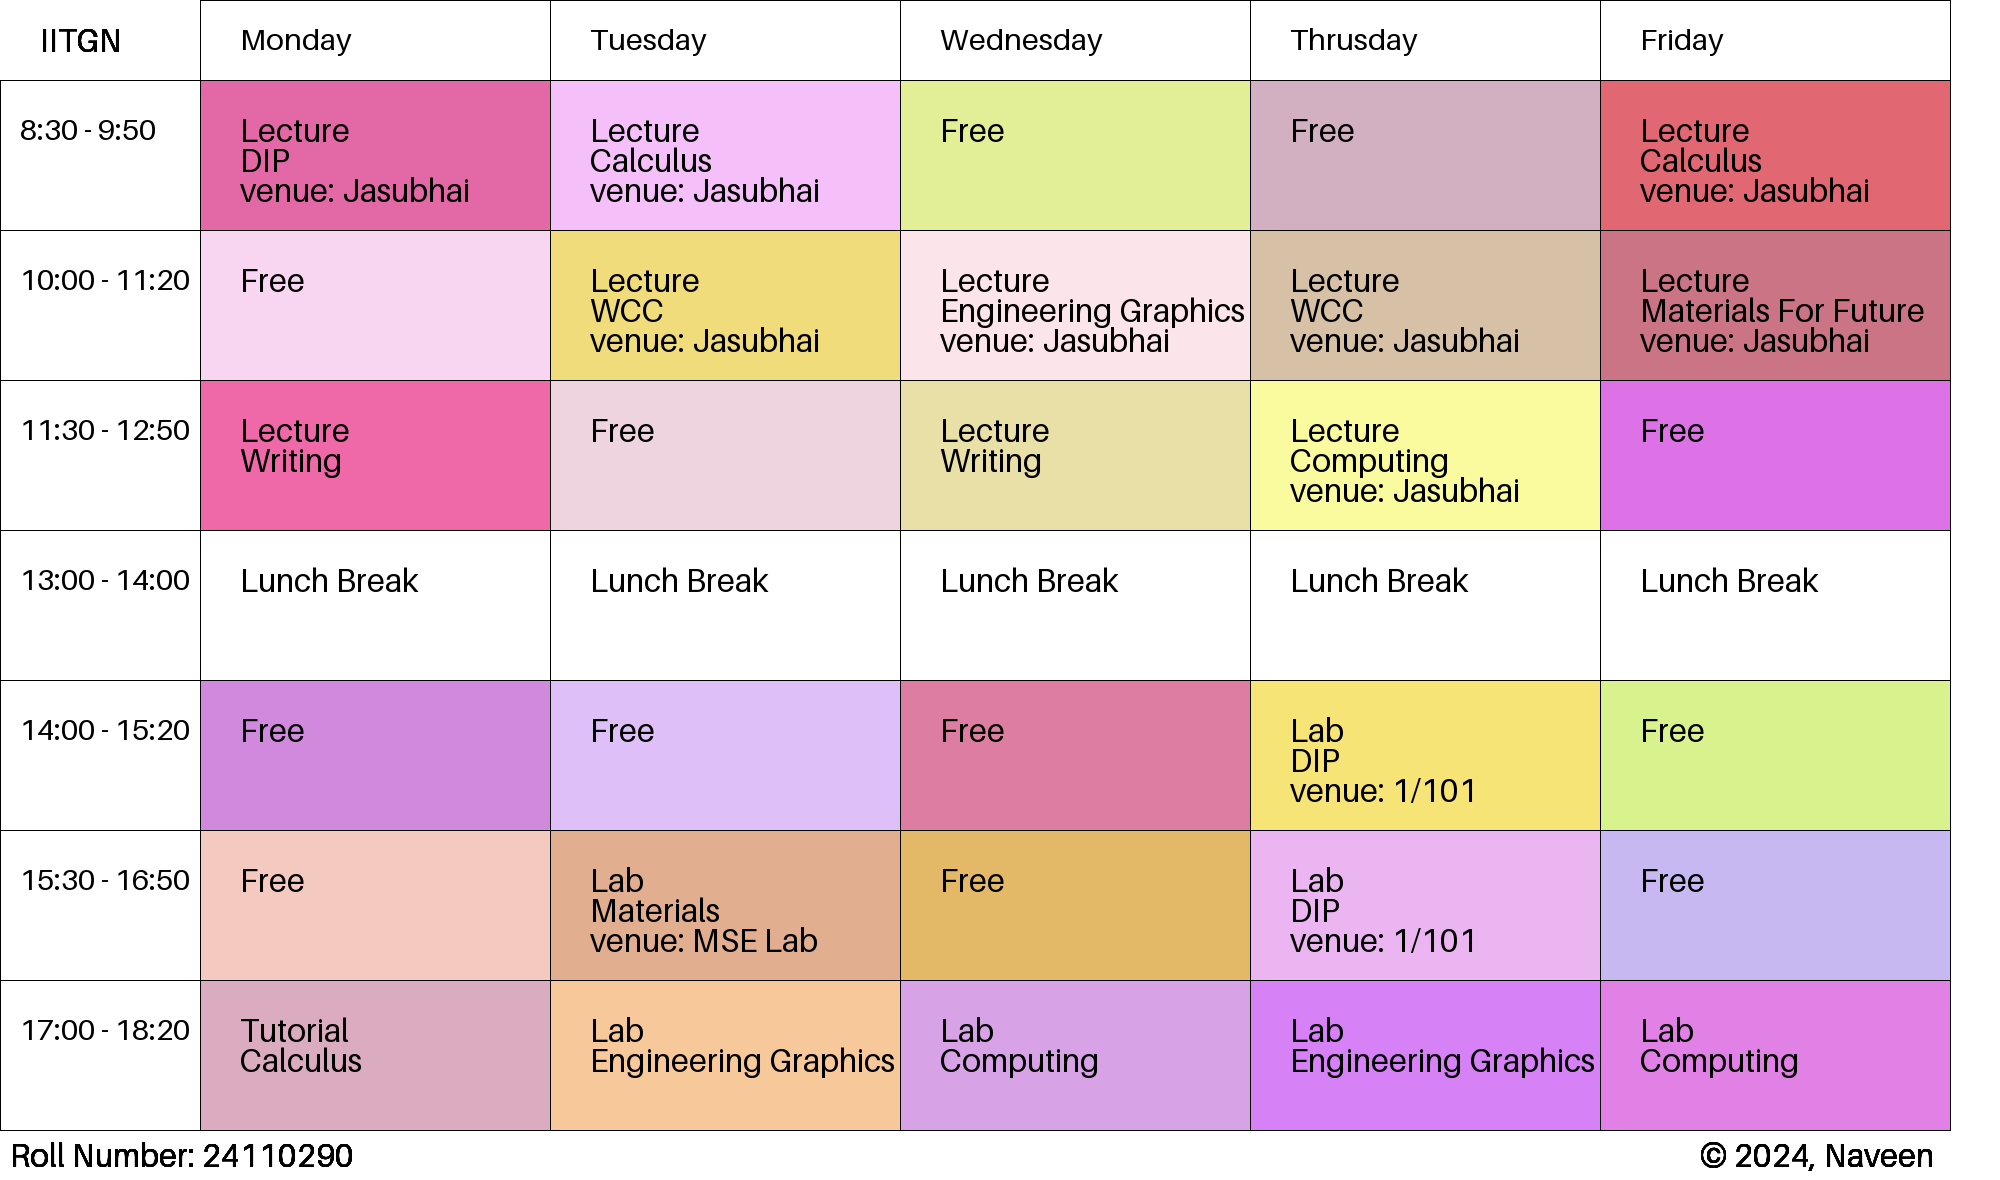 IITGN Monday Tuesday Wednesday Thrusday Friday
8:30 - 9:50
Lecture
DIP
venue: Jasubhai
Lecture
Calculus
venue: Jasubhai
Free
Free
Lecture
Calculus
venue: Jasubhai
10:00 - 11:20
Free
Lecture
WCC
venue: Jasubhai
Lecture
Engineering Graphics
venue: Jasubhai
Lecture
WCC
venue: Jasubhai
Lecture
Materials For Future
venue: Jasubhai
11:30 - 12:50
Lecture
Writing
Free
Lecture
Writing
Lecture
Computing
venue: Jasubhai
Free
13:00 - 14:00
Lunch Break
Lunch Break
Lunch Break
Lunch Break
Lunch Break
14:00 - 15:20
Free
Free
Free
Lab
DIP
venue: 1/101
Free
15:30 - 16:50
Free
Lab
Materials
venue: MSE Lab
Free
Lab
DIP
venue: 1/101
Free
17:00 - 18:20
Tutorial
Calculus
Lab
Engineering Graphics
Lab
Computing
Lab
Engineering Graphics
Lab
Computing
Roll Number: 24110290
© 2024, Naveen